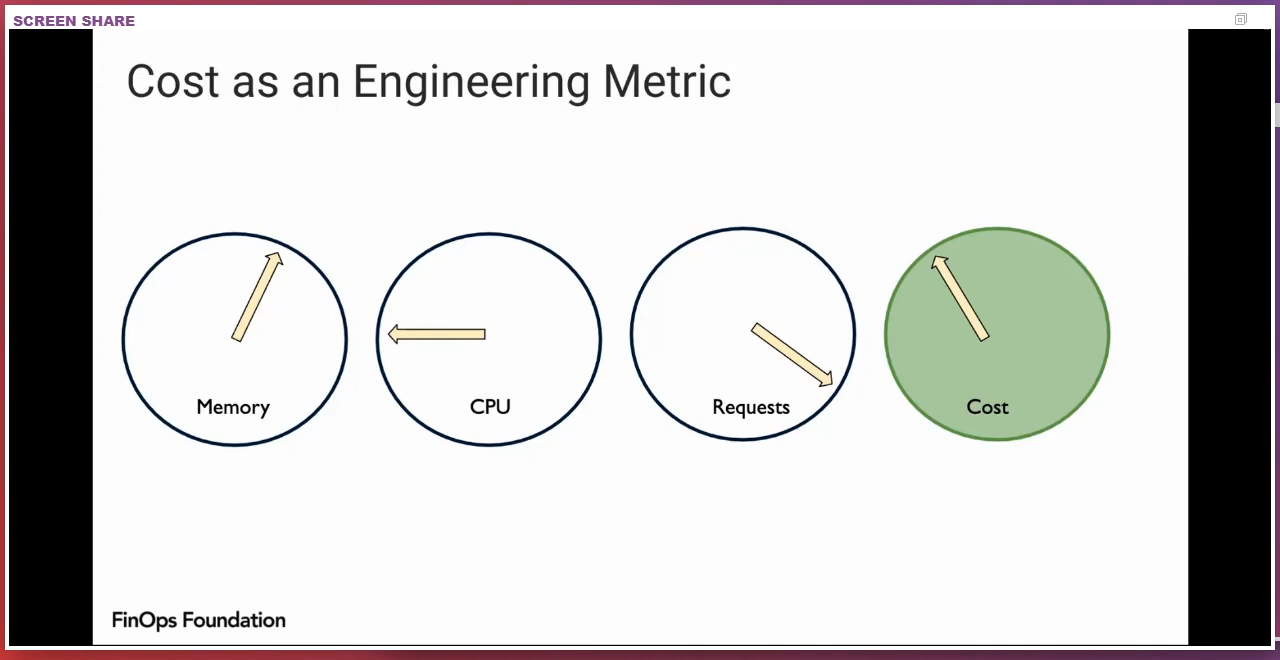 SCREEN SHARE
Cost as an Engineering Metric
Memory
CPU
Requests
Cost
FinOps Foundation